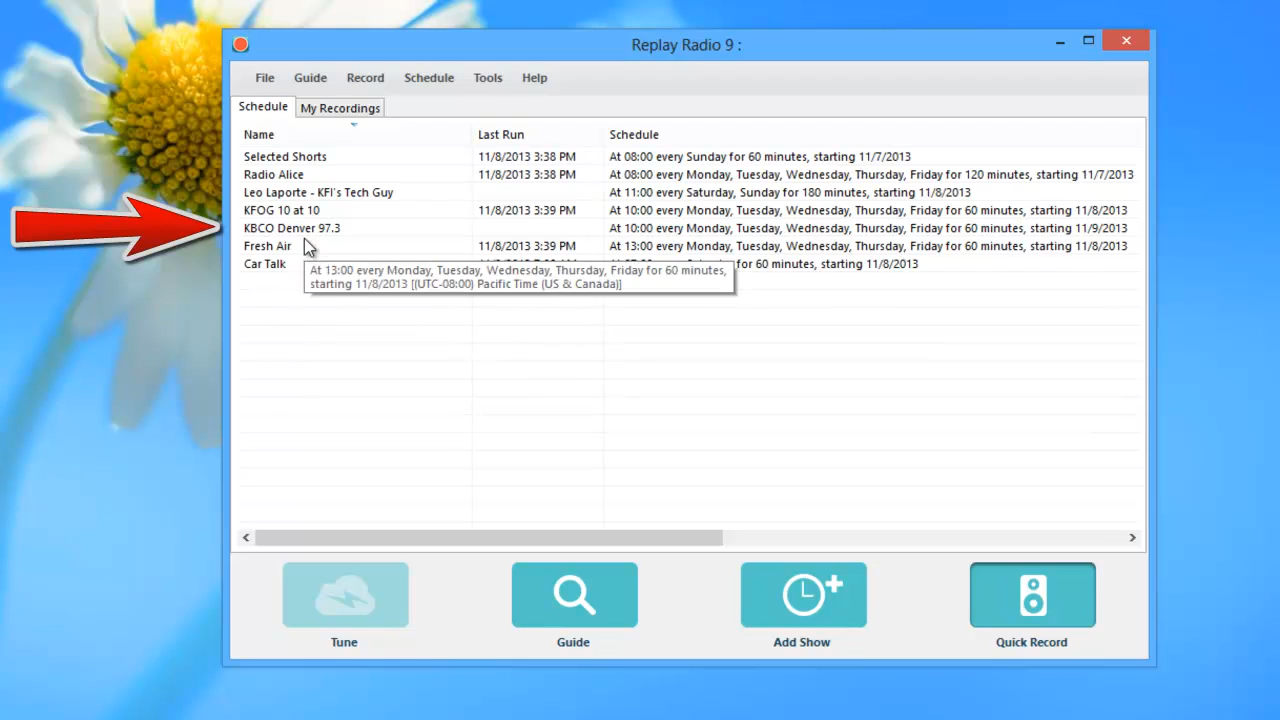 Replay Radio 9 :
File Guide Record Schedule Tools Help
Schedule My Recordings
Name Last Run Schedule
Selected Shorts 11/8/2013 3:38 PM At 08:00 every Sunday for 60 minutes, starting 11/7/2013
Radio Alice 11/8/2013 3:38 PM At 08:00 every Monday, Tuesday, Wednesday, Thursday, Friday for 120 minutes, starting 11/7/2013
Leo Laporte - KFI's Tech Guy At 11:00 every Saturday, Sunday for 180 minutes, starting 11/8/2013
KFOG 10 at 10 11/8/2013 3:39 PM At 10:00 every Monday, Tuesday, Wednesday, Thursday, Friday for 60 minutes, starting 11/8/2013
KBCO Denver 97.3 At 10:00 every Monday, Tuesday, Wednesday, Thursday, Friday for 60 minutes, starting 11/9/2013
Fresh Air 11/8/2013 3:39 PM At 13:00 every Monday, Tuesday, Wednesday, Thursday, Friday for 60 minutes, starting 11/8/2013
Car Talk for 60 minutes, starting 11/8/2013
At 13:00 every Monday, Tuesday, Wednesday, Thursday, Friday for 60 minutes,
starting 11/8/2013 [(UTC-08:00) Pacific Time (US & Canada)]
Tune Guide Add Show Quick Record